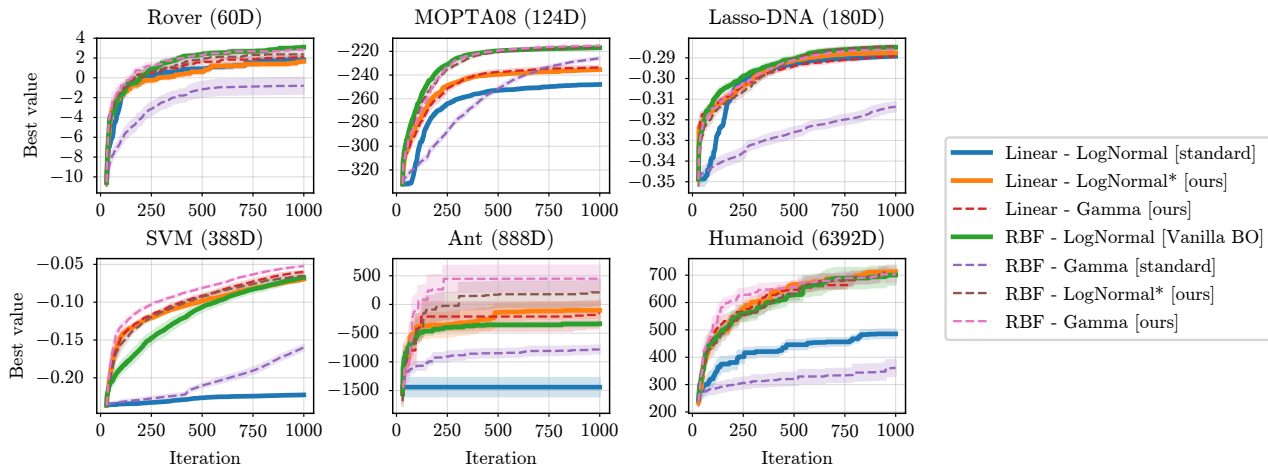 Rover (60D)
MOPTA08 (124D)
Lasso-DNA (180D)
Best value
4
2
0
−2
−4
−6
−8
−10
0 250 500 750 1000
−220
−240
−260
−280
−300
−320
0 250 500 750 1000
−0.29
−0.30
−0.31
−0.32
−0.33
−0.34
−0.35
0 250 500 750 1000
SVM (388D)
Ant (888D)
Humanoid (6392D)
Best value
−0.05
−0.10
−0.15
−0.20
0 250 500 750 1000
Iteration
500
0
−500
−1000
−1500
0 250 500 750 1000
Iteration
700
600
500
400
300
200
0 250 500 750 1000
Iteration
Linear - LogNormal [standard]
Linear - LogNormal* [ours]
Linear - Gamma [ours]
RBF - LogNormal [Vanilla BO]
RBF - Gamma [standard]
RBF - LogNormal* [ours]
RBF - Gamma [ours]